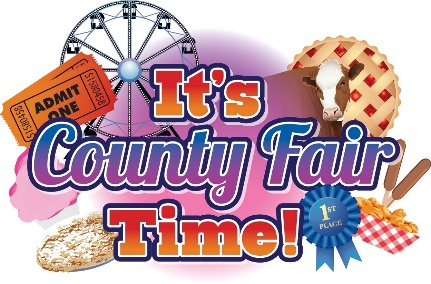 It's
County Fair
Time!
ADMIT
ONE
1ST
PLACE